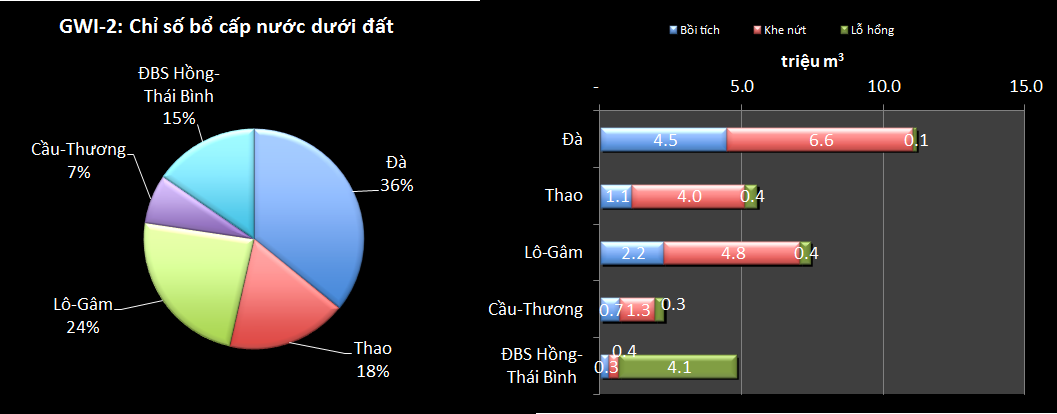 GWI-2: Chỉ số bổ cấp nước dưới đất
ĐBS Hồng-
Thái Bình
15%
Cầu-Thương
7%
Đà
36%
Lô-Gâm
24%
Thao
18%
Bồi tích
Khe nứt
Lỗ hổng
triệu m³
-
5.0
10.0
15.0
Đà
4.5
6.6
0.1
Thao
1.1
4.0
0.4
Lô-Gâm
2.2
4.8
0.4
Cầu-Thương
0.7
1.3
0.3
ĐBS Hồng-
Thái Bình
0.3
0.4
4.1